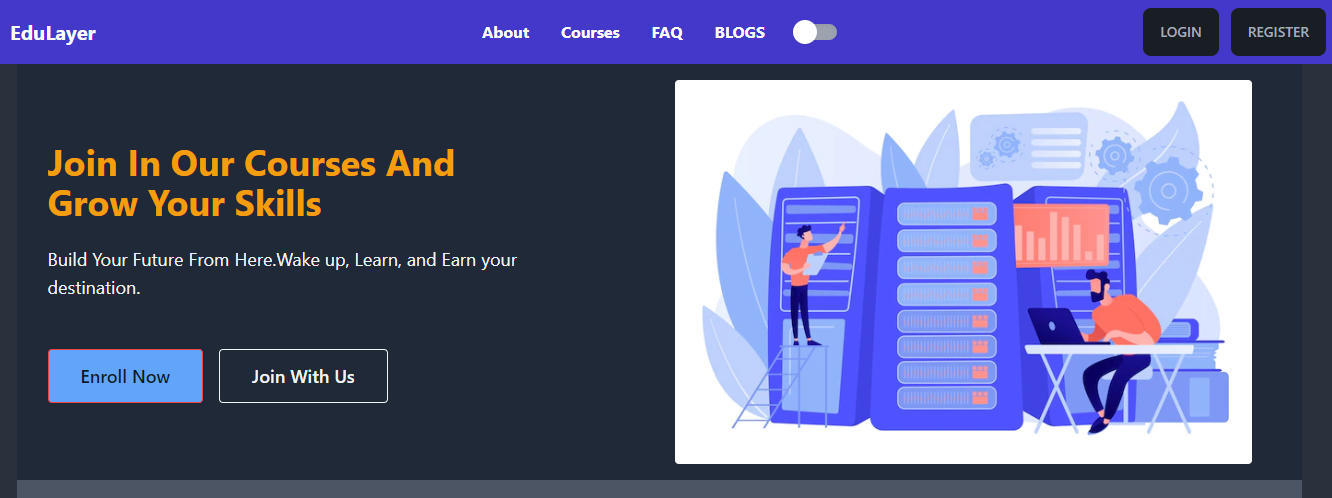 EduLayer
About
Courses
FAQ
BLOGS
LOGIN
REGISTER
Join In Our Courses And
Grow Your Skills
Build Your Future From Here.Wake up, Learn, and Earn your
destination.
Enroll Now
Join With Us